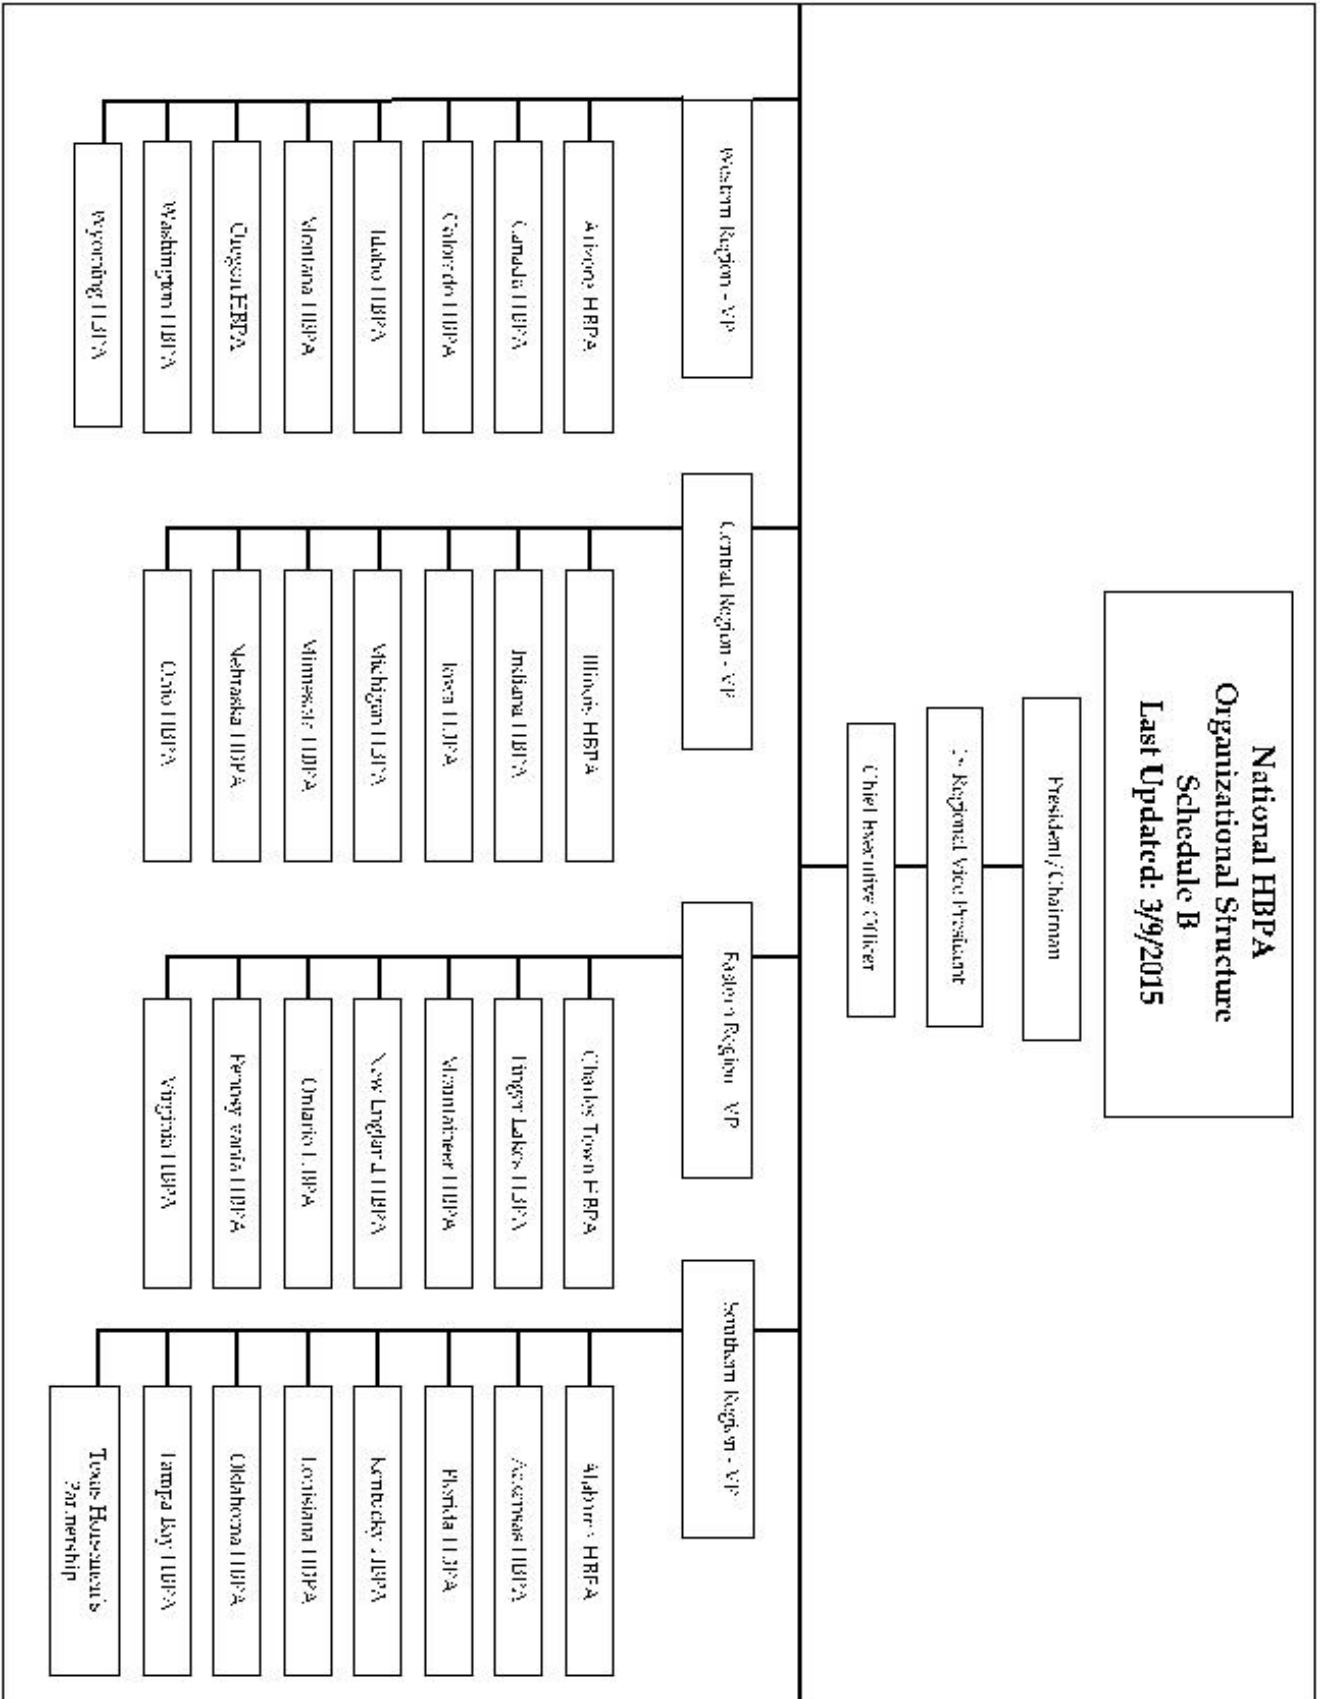 National HBPA
Organizational Structure
Schedule B
Last Updated: 3/9/2015
President/Chairman
Regional Vice President
Chief Executive Officer
Western Region - VP
Arizona HBPA
Canada HBPA
Colorado HBPA
Idaho HBPA
Montana HBPA
Oregon HBPA
Washington HBPA
Wyoming HBPA
Central Region - VP
Illinois HBPA
Indiana HBPA
Iowa HBPA
Michigan HBPA
Minnesota HBPA
Nebraska HBPA
Ohio HBPA
Eastern Region - VP
Charles Town HBPA
Finger Lakes HBPA
Mountaineer HBPA
New England HBPA
Ontario HBPA
Pennsylvania HBPA
Virginia HBPA
Southern Region - VP
Alabama HBPA
Arkansas HBPA
Florida HBPA
Kentucky HBPA
Louisiana HBPA
Oklahoma HBPA
Tampa Bay HBPA
Texas Horsemen's
Partnership